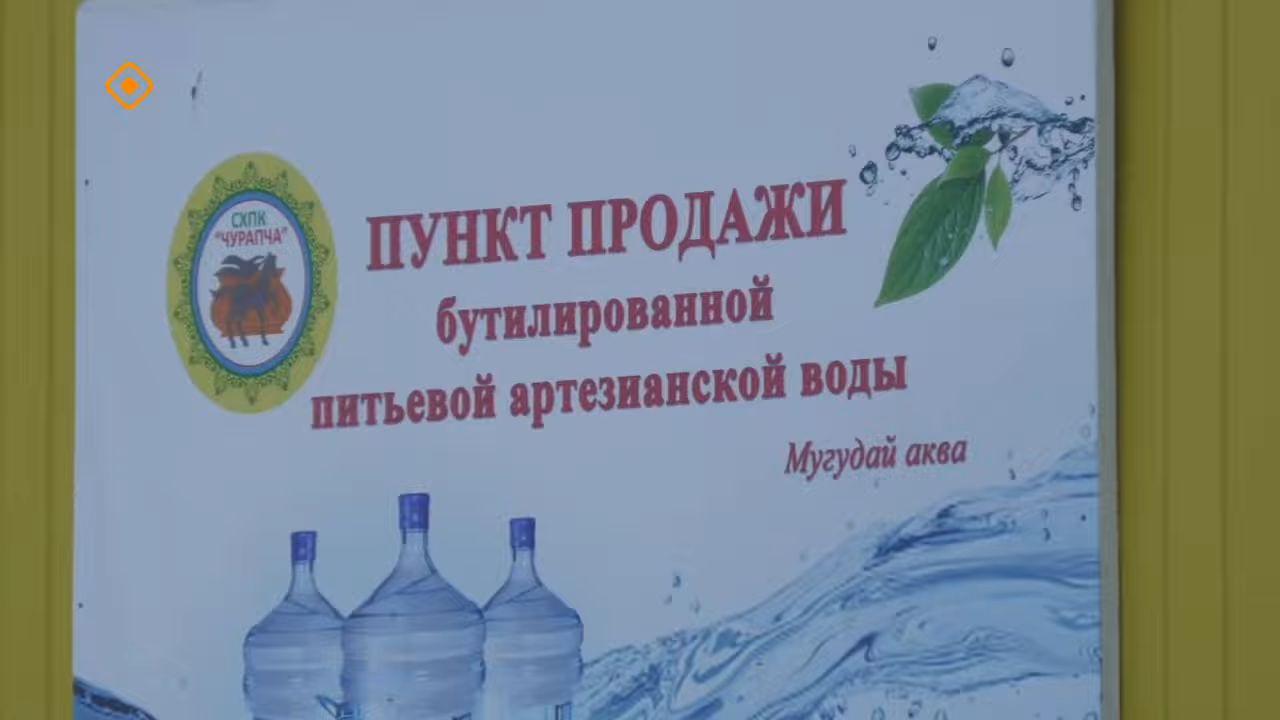 СХПК
"ЧУРАПЧА"
ПУНКТ ПРОДАЖИ
бутилированной
питьевой артезианской воды
Мугудай аква